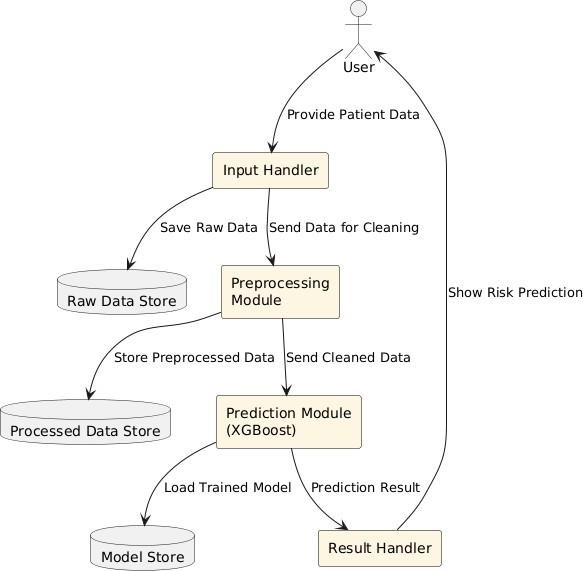 User
Provide Patient Data
Input Handler
Save Raw Data
Send Data for Cleaning
Raw Data Store
Preprocessing
Module
Show Risk Prediction
Store Preprocessed Data
Send Cleaned Data
Processed Data Store
Prediction Module
(XGBoost)
Load Trained Model
Prediction Result
Model Store
Result Handler